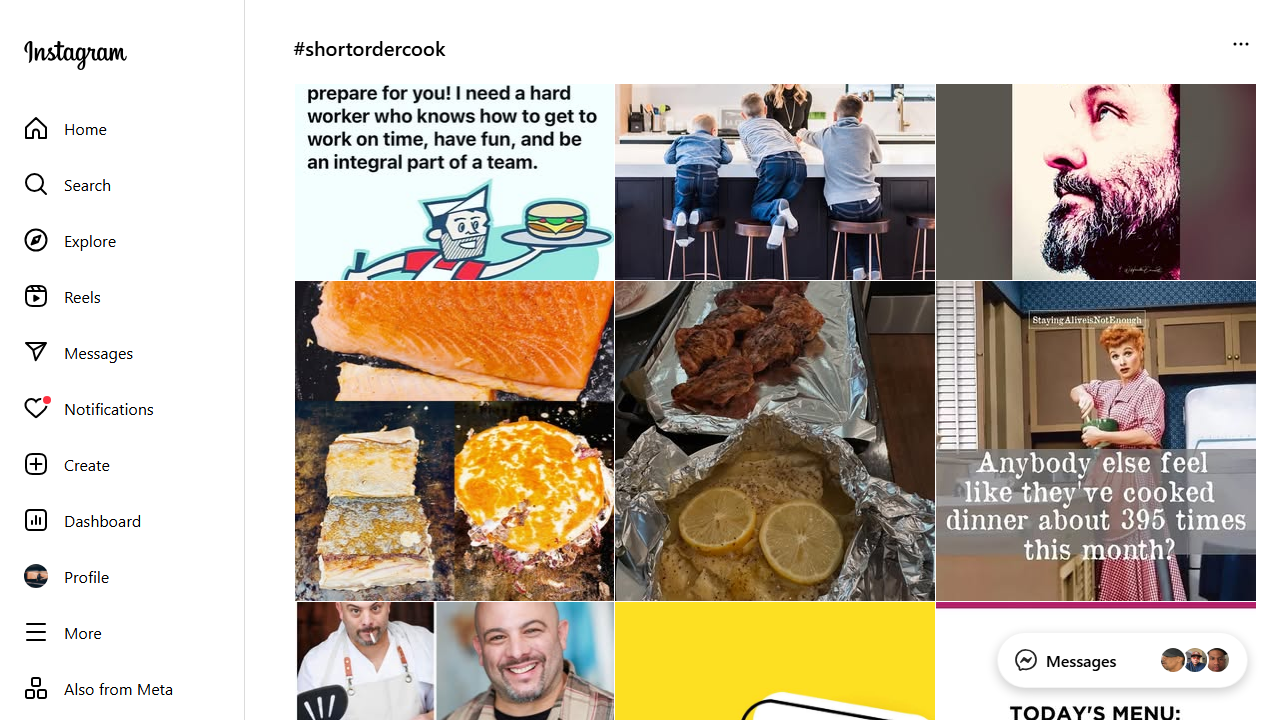 Instagram
Home
Search
Explore
Reels
Messages
Notifications
Create
Dashboard
Profile
More
Also from Meta
#shortordercook
prepare for you! I need a hard
worker who knows how to get to
work on time, have fun, and be
an integral part of a team.
StayingAliveisNotEnough
Anybody else feel
like they've cooked
dinner about 395 times
this month?
Messages
TODAY'S MENU: